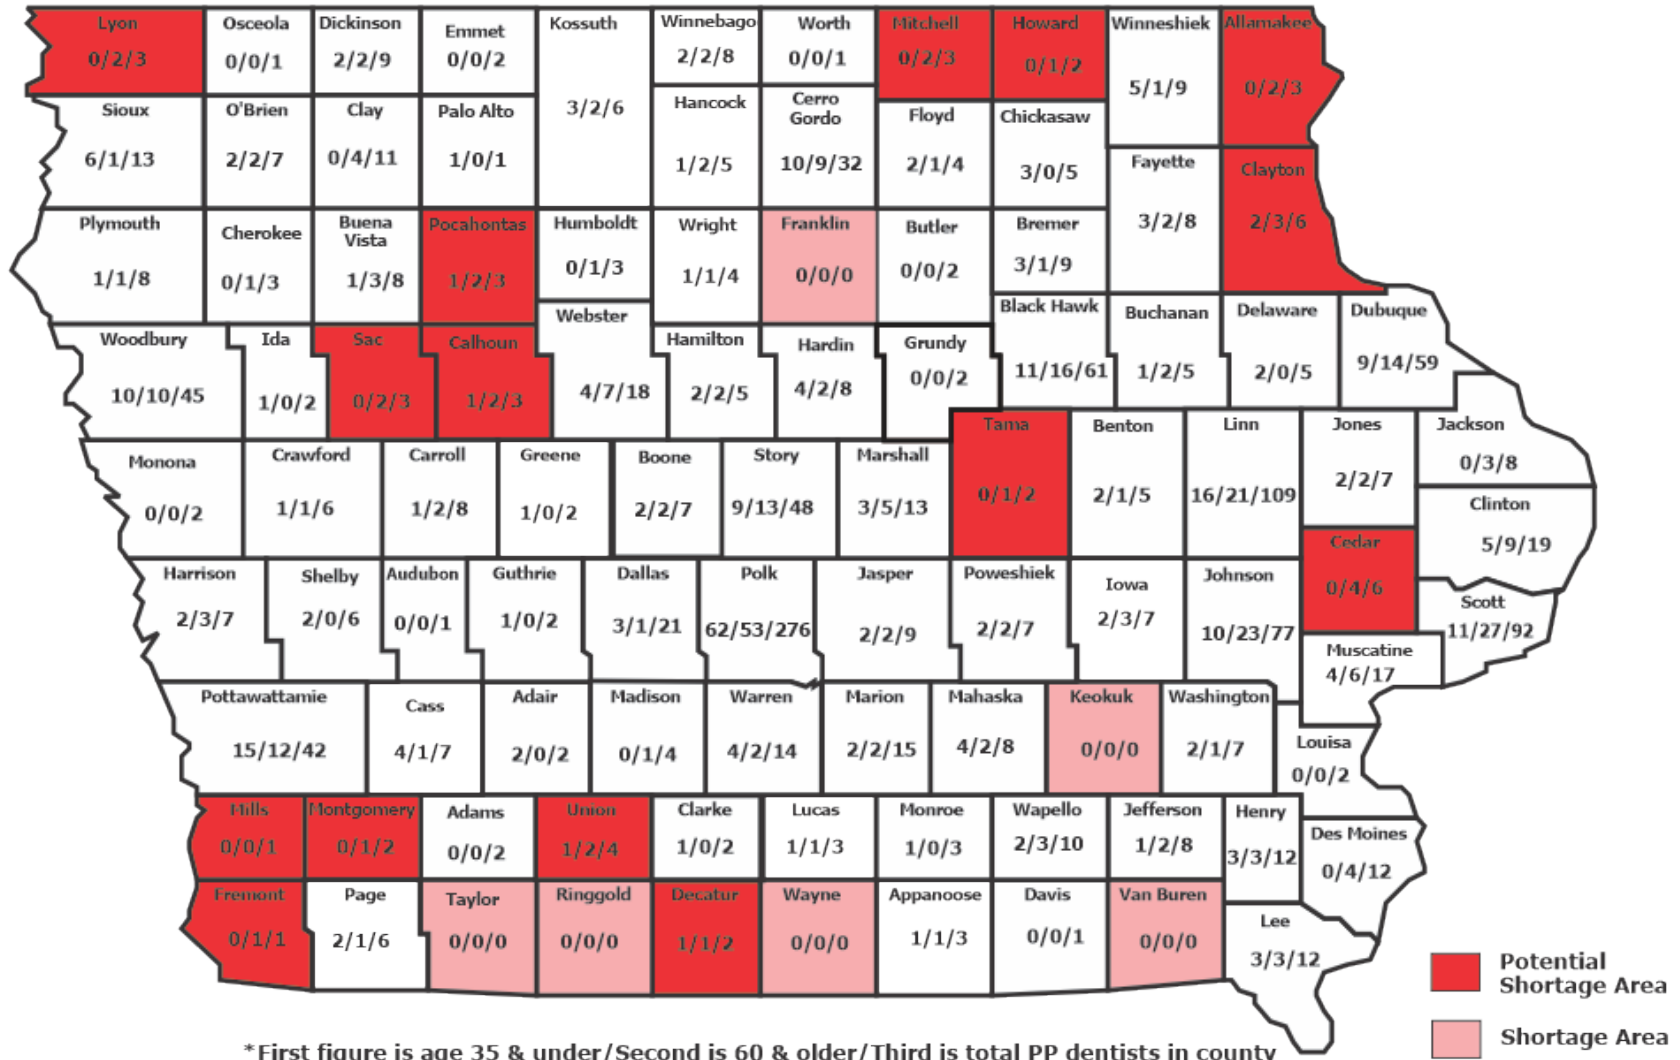 Lyon
0/2/3
Osceola
0/0/1
Dickinson
2/2/9
Emmet
0/0/2
Kossuth
3/2/6
Winnebago
2/2/8
Worth
0/0/1
Mitchell
0/2/3
Howard
0/1/2
Winneshiek
5/1/9
Allamakee
0/2/3
Sioux
6/1/13
O'Brien
2/2/7
Clay
0/4/11
Palo Alto
1/0/1
Hancock
1/2/5
Cerro
Gordo
10/9/32
Floyd
2/1/4
Chickasaw
3/0/5
Fayette
3/2/8
Clayton
2/3/6
Plymouth
1/1/8
Cherokee
0/1/3
Buena
Vista
1/3/8
Pocahontas
1/2/3
Humboldt
0/1/3
Wright
1/1/4
Franklin
0/0/0
Butler
0/0/2
Bremer
3/1/9
Woodbury
10/10/45
Ida
1/0/2
Sac
0/2/3
Calhoun
1/2/3
Webster
4/7/18
Hamilton
2/2/5
Hardin
4/2/8
Grundy
0/0/2
Black Hawk
11/16/61
Buchanan
1/2/5
Delaware
2/0/5
Dubuque
9/14/59
Monona
0/0/2
Crawford
1/1/6
Carroll
1/2/8
Greene
1/0/2
Boone
2/2/7
Story
9/13/48
Marshall
3/5/13
Tama
0/1/2
Benton
2/1/5
Linn
16/21/109
Jones
2/2/7
Jackson
0/3/8
Clinton
5/9/19
Cedar
0/4/6
Harrison
2/3/7
Shelby
2/0/6
Audubon
0/0/1
Guthrie
1/0/2
Dallas
3/1/21
Polk
62/53/276
Jasper
2/2/9
Poweshiek
2/2/7
Iowa
2/3/7
Johnson
10/23/77
Scott
11/27/92
Muscatine
4/6/17
Pottawattamie
15/12/42
Cass
4/1/7
Adair
2/0/2
Madison
0/1/4
Warren
4/2/14
Marion
2/2/15
Mahaska
4/2/8
Keokuk
0/0/0
Washington
2/1/7
Louisa
0/0/2
Mills
0/0/1
Montgomery
0/1/2
Adams
0/0/2
Union
1/2/4
Clarke
1/0/2
Lucas
1/1/3
Monroe
1/0/3
Wapello
2/3/10
Jefferson
1/2/8
Henry
3/3/12
Des Moines
0/4/12
Fremont
0/1/1
Page
2/1/6
Taylor
0/0/0
Ringgold
0/0/0
Decatur
1/1/2
Wayne
0/0/0
Appanoose
1/1/3
Davis
0/0/1
Van Buren
0/0/0
Lee
3/3/12
Potential
Shortage Area
Shortage Area
*First figure is age 35 & under/Second is 60 & older/Third is total PP dentists in county